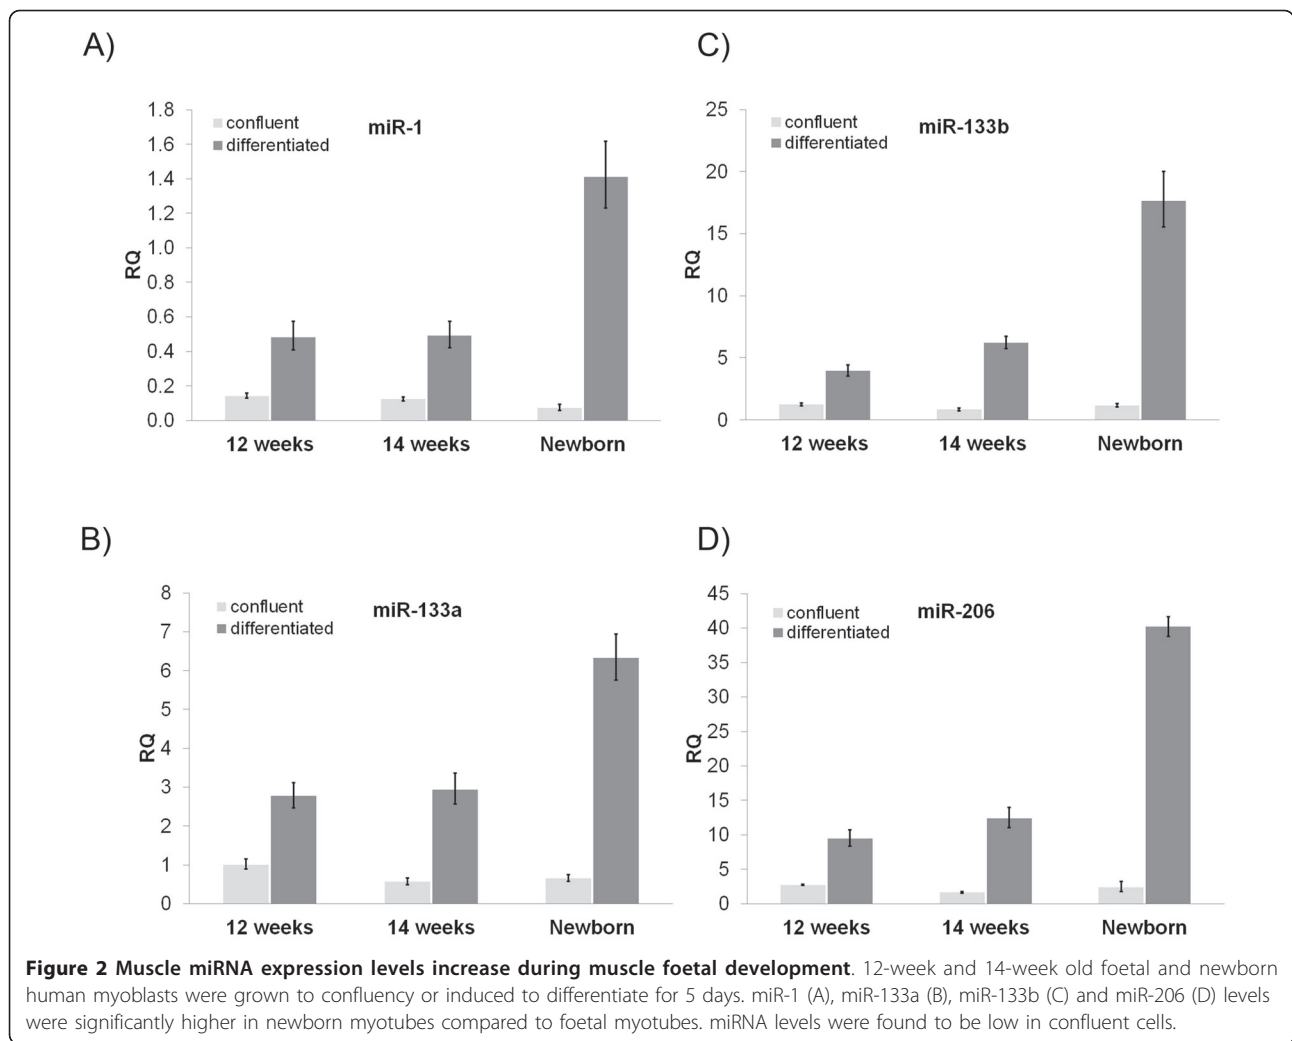 A)
1.8
1.6
1.4
1.2
1.0
0.8
0.6
0.4
0.2
0.0
RQ
confluent
differentiated
miR-1
12 weeks 14 weeks Newborn
C)
25
20
15
10
5
0
RQ
confluent
differentiated
miR-133b
12 weeks 14 weeks Newborn
B)
8
7
6
5
4
3
2
1
0
RQ
confluent
differentiated
miR-133a
12 weeks 14 weeks Newborn
D)
45
40
35
30
25
20
15
10
5
0
RQ
confluent
differentiated
miR-206
12 weeks 14 weeks Newborn
Figure 2 Muscle miRNA expression levels increase during muscle foetal development. 12-week and 14-week old foetal and newborn
human myoblasts were grown to confluency or induced to differentiate for 5 days. miR-1 (A), miR-133a (B), miR-133b (C) and miR-206 (D) levels
were significantly higher in newborn myotubes compared to foetal myotubes. miRNA levels were found to be low in confluent cells.